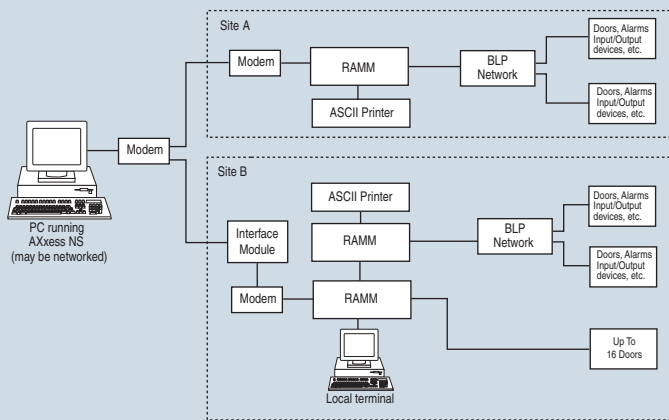 Site A
Modem
RAMM
ASCII Printer
BLP
Network
Doors, Alarms
Input/Output
devices, etc.
Doors, Alarms
Input/Output
devices, etc.
Modem
PC running
AXxess NS
(may be networked)
Site B
ASCII Printer
Interface
Module
RAMM
BLP
Network
Doors, Alarms
Input/Output
devices, etc.
Doors, Alarms
Input/Output
devices, etc.
Modem
RAMM
Up To
16 Doors
Local terminal